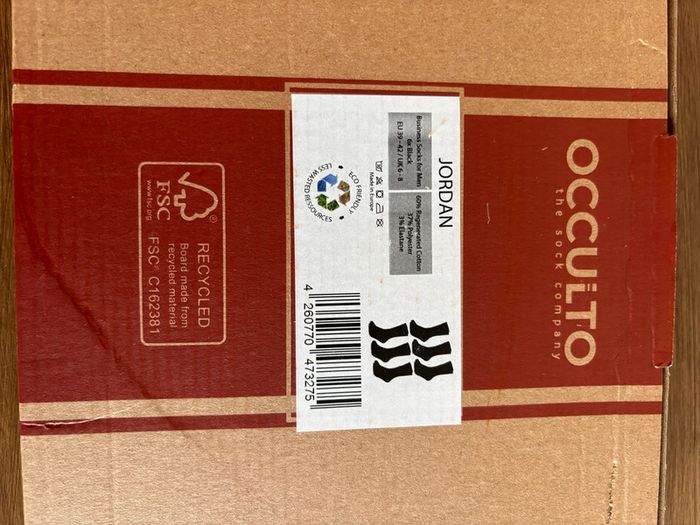 OCCULTO
the sock company
JORDAN
Business Socks for Men
6x Black
EU 39 - 42 / UK 6 - 8
60% Regenerated Cotton
37% Polyester
3% Elastane
Made in Europe
ECO FRIENDLY
LESS WASTED RESSOURCES
4 260770 473275
FSC
www.fsc.org
RECYCLED
Board made from
recycled material
FSC® C162381